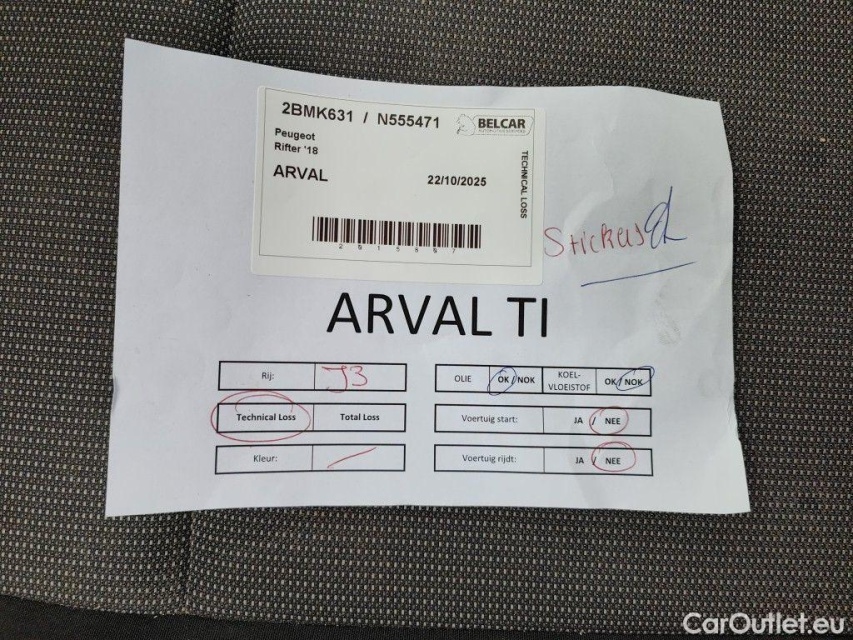 2BMK631 / N555471
BELCAR
Peugeot
Rifter '18
TECHNICAL LOSS
ARVAL
22/10/2025
Stickers
ARVAL TI
Rij: J3
OLIE OK / NOK KOEL-
VLOEISTOF OK / NOK
Technical Loss Total Loss
Voertuig start: JA / NEE
Kleur:
Voertuig rijdt: JA / NEE
CarOutlet.eu